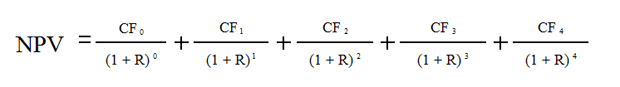 NPV = CF₀ / (1 + R)⁰ + CF₁ / (1 + R)¹ + CF₂ / (1 + R)² + CF₃ / (1 + R)³ + CF₄ / (1 + R)⁴